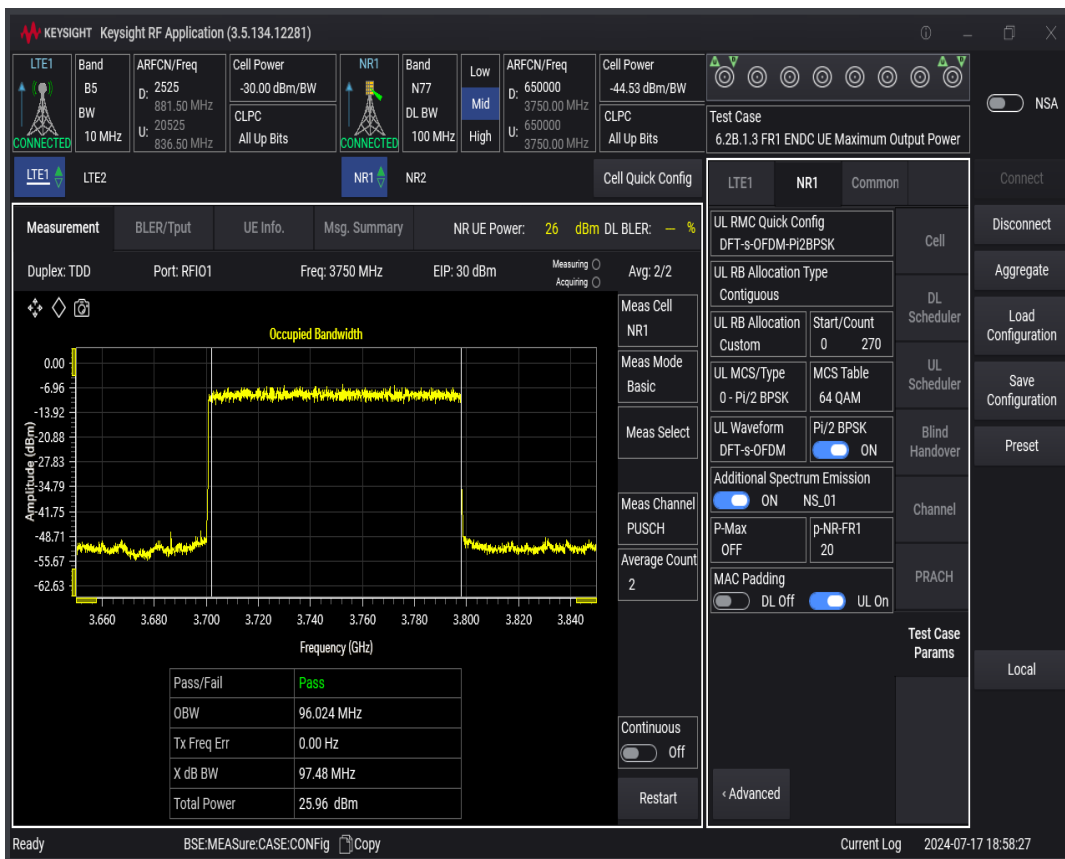 KEYSIGHT Keysight RF Application (3.5.134.12281)
LTE1
CONNECTED
Band
B5
BW
10 MHz
ARFCN/Freq
D: 2525
881.50 MHz
U: 20525
836.50 MHz
Cell Power
-30.00 dBm/BW
CLPC
All Up Bits
NR1
CONNECTED
Band
N77
DL BW
100 MHz
Low
Mid
High
ARFCN/Freq
D: 650000
3750.00 MHz
U: 650000
3750.00 MHz
Cell Power
-44.53 dBm/BW
CLPC
All Up Bits
Test Case
6.2B.1.3 FR1 ENDC UE Maximum Output Power
NSA
LTE1 LTE2 NR1 NR2 Cell Quick Config
Measurement BLER/Tput UE Info. Msg. Summary NR UE Power: 26 dBm DL BLER: — %
Duplex: TDD Port: RFIO1 Freq: 3750 MHz EIP: 30 dBm Measuring Acquiring Avg: 2/2
Occupied Bandwidth
Amplitude (dBm)
0.00
-6.96
-13.92
-20.88
-27.83
-34.79
-41.75
-48.71
-55.67
-62.63
3.660 3.680 3.700 3.720 3.740 3.760 3.780 3.800 3.820 3.840
Frequency (GHz)
Pass/Fail Pass
OBW 96.024 MHz
Tx Freq Err 0.00 Hz
X dB BW 97.48 MHz
Total Power 25.96 dBm
Meas Cell
NR1
Meas Mode
Basic
Meas Select
Meas Channel
PUSCH
Average Count
2
Continuous
Off
Restart
LTE1 NR1 Common
UL RMC Quick Config
DFT-s-OFDM-Pi2BPSK
UL RB Allocation Type
Contiguous
UL RB Allocation
Custom
Start/Count
0 270
UL MCS/Type
0 - Pi/2 BPSK
MCS Table
64 QAM
UL Waveform
DFT-s-OFDM
Pi/2 BPSK
ON
Additional Spectrum Emission
ON NS_01
P-Max
OFF
p-NR-FR1
20
MAC Padding
DL Off UL On
‹ Advanced
Cell
DL
Scheduler
UL
Scheduler
Blind
Handover
Channel
PRACH
Test Case
Params
Connect
Disconnect
Aggregate
Load
Configuration
Save
Configuration
Preset
Local
Ready BSE:MEASure:CASE:CONFig Copy Current Log 2024-07-17 18:58:27